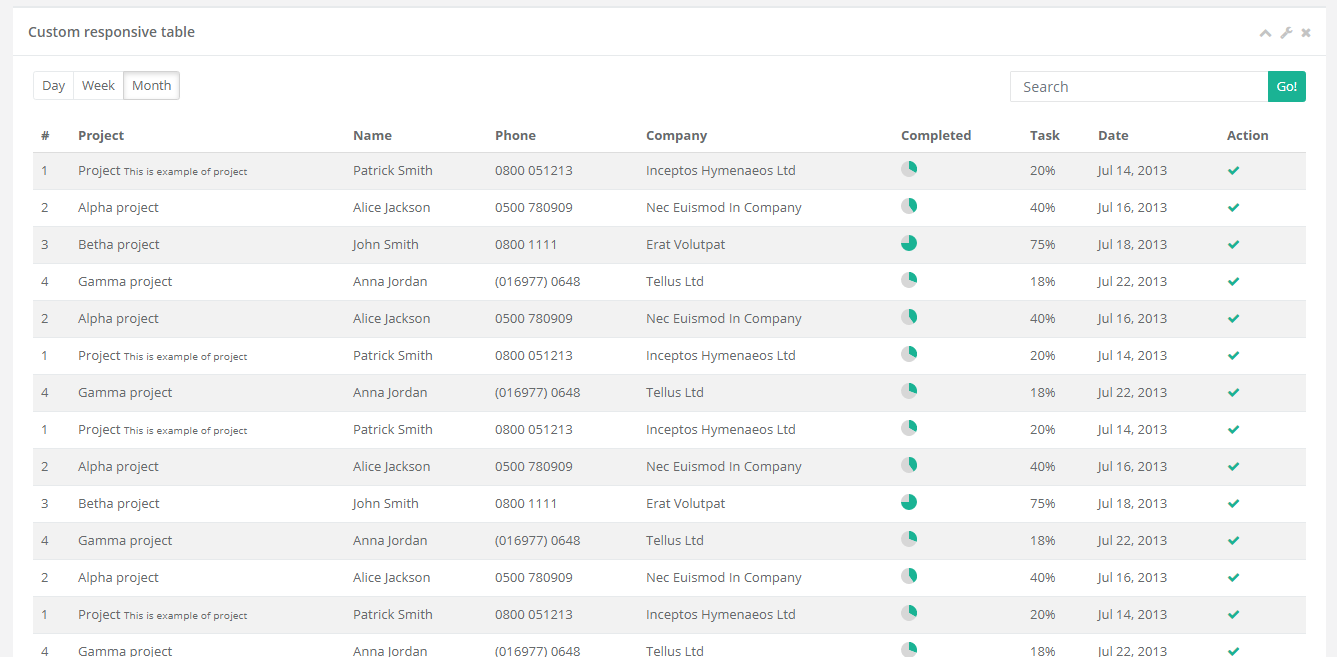 Custom responsive table
Day Week Month Search Go!
# Project Name Phone Company Completed Task Date Action
1 Project This is example of project Patrick Smith 0800 051213 Inceptos Hymenaeos Ltd 20% Jul 14, 2013
2 Alpha project Alice Jackson 0500 780909 Nec Euismod In Company 40% Jul 16, 2013
3 Betha project John Smith 0800 1111 Erat Volutpat 75% Jul 18, 2013
4 Gamma project Anna Jordan (016977) 0648 Tellus Ltd 18% Jul 22, 2013
2 Alpha project Alice Jackson 0500 780909 Nec Euismod In Company 40% Jul 16, 2013
1 Project This is example of project Patrick Smith 0800 051213 Inceptos Hymenaeos Ltd 20% Jul 14, 2013
4 Gamma project Anna Jordan (016977) 0648 Tellus Ltd 18% Jul 22, 2013
1 Project This is example of project Patrick Smith 0800 051213 Inceptos Hymenaeos Ltd 20% Jul 14, 2013
2 Alpha project Alice Jackson 0500 780909 Nec Euismod In Company 40% Jul 16, 2013
3 Betha project John Smith 0800 1111 Erat Volutpat 75% Jul 18, 2013
4 Gamma project Anna Jordan (016977) 0648 Tellus Ltd 18% Jul 22, 2013
2 Alpha project Alice Jackson 0500 780909 Nec Euismod In Company 40% Jul 16, 2013
1 Project This is example of project Patrick Smith 0800 051213 Inceptos Hymenaeos Ltd 20% Jul 14, 2013
4 Gamma project Anna Jordan (016977) 0648 Tellus Ltd 18% Jul 22, 2013